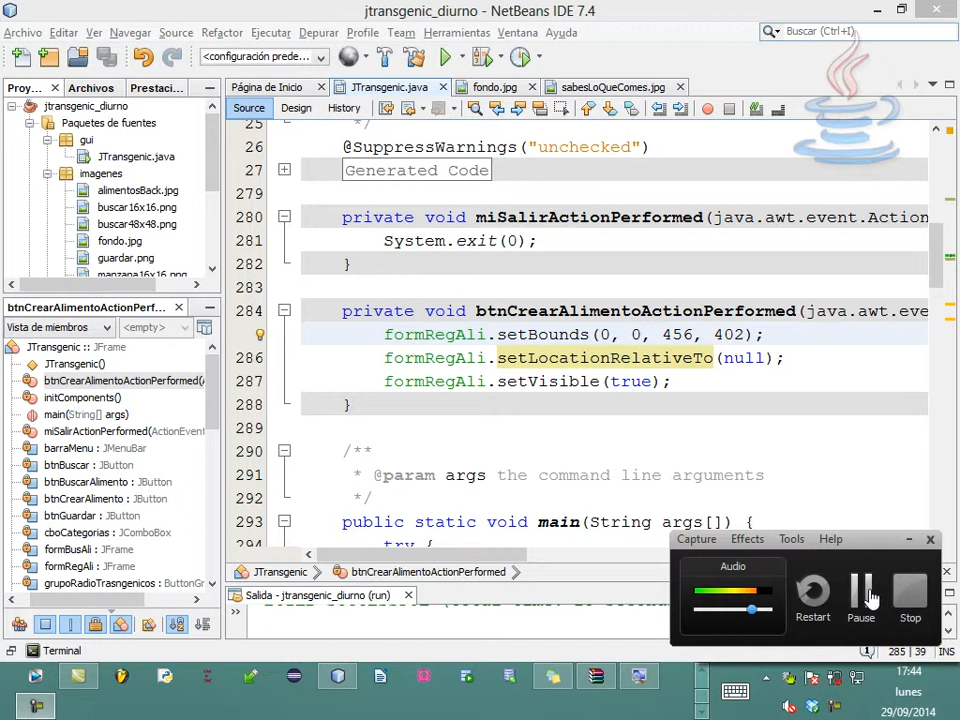 jtransgenic_diurno - NetBeans IDE 7.4
Archivo Editar Ver Navegar Source Refactor Ejecutar Depurar Profile Team Herramientas Ventana Ayuda
Buscar (Ctrl+I)
<configuración prede...
Proy... Archivos Prestaci...
Página de Inicio JTransgenic.java fondo.jpg sabesLoQueComes.jpg
Source Design History
jtransgenic_diurno
Paquetes de fuentes
gui
JTransgenic.java
imagenes
alimentosBack.jpg
buscar16x16.png
buscar48x48.png
fondo.jpg
guardar.png
manzana16x16.png
25 */
26 @SuppressWarnings("unchecked")
27 Generated Code
279
280 private void miSalirActionPerformed(java.awt.event.Action
281 System.exit(0);
282 }
283
284 private void btnCrearAlimentoActionPerformed(java.awt.eve
formRegAli.setBounds(0, 0, 456, 402);
286 formRegAli.setLocationRelativeTo(null);
287 formRegAli.setVisible(true);
288 }
289
290 /**
291 * @param args the command line arguments
292 */
293 public static void main(String args[]) {
294 try {
btnCrearAlimentoActionPerf...
Vista de miembros <empty>
JTransgenic :: JFrame
JTransgenic()
btnCrearAlimentoActionPerformed(A
initComponents()
main(String[] args)
miSalirActionPerformed(ActionEvent
barraMenu : JMenuBar
btnBuscar : JButton
btnBuscarAlimento : JButton
btnCrearAlimento : JButton
btnGuardar : JButton
cboCategorias : JComboBox
formBusAli : JFrame
formRegAli : JFrame
grupoRadioTrasngenicos : ButtonGr
JTransgenic btnCrearAlimentoActionPerformed
Salida - jtransgenic_diurno (run)
Terminal
Capture Effects Tools Help
Audio
Restart Pause Stop
1 285 | 39 INS
17:44
lunes
29/09/2014